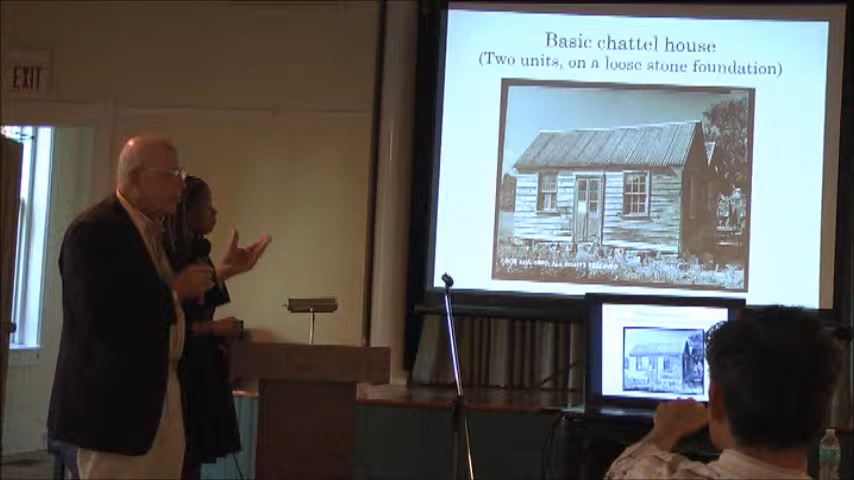 EXIT
Basic chattel house
(Two units, on a loose stone foundation)